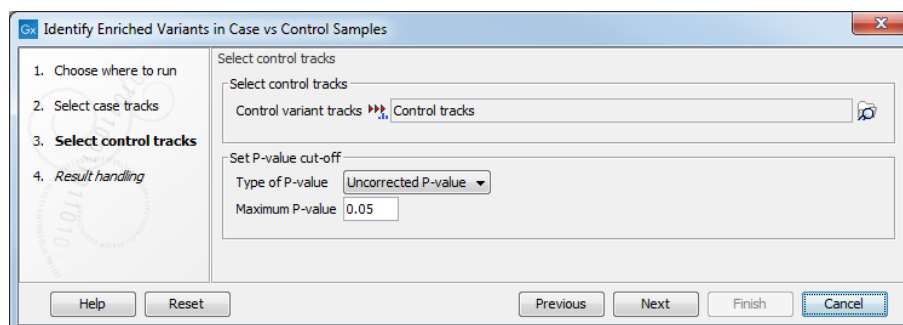 Gx Identify Enriched Variants in Case vs Control Samples
1. Choose where to run
2. Select case tracks
3. Select control tracks
4. Result handling
Select control tracks
Select control tracks
Control variant tracks Control tracks
Set P-value cut-off
Type of P-value Uncorrected P-value
Maximum P-value 0.05
Help Reset Previous Next Finish Cancel